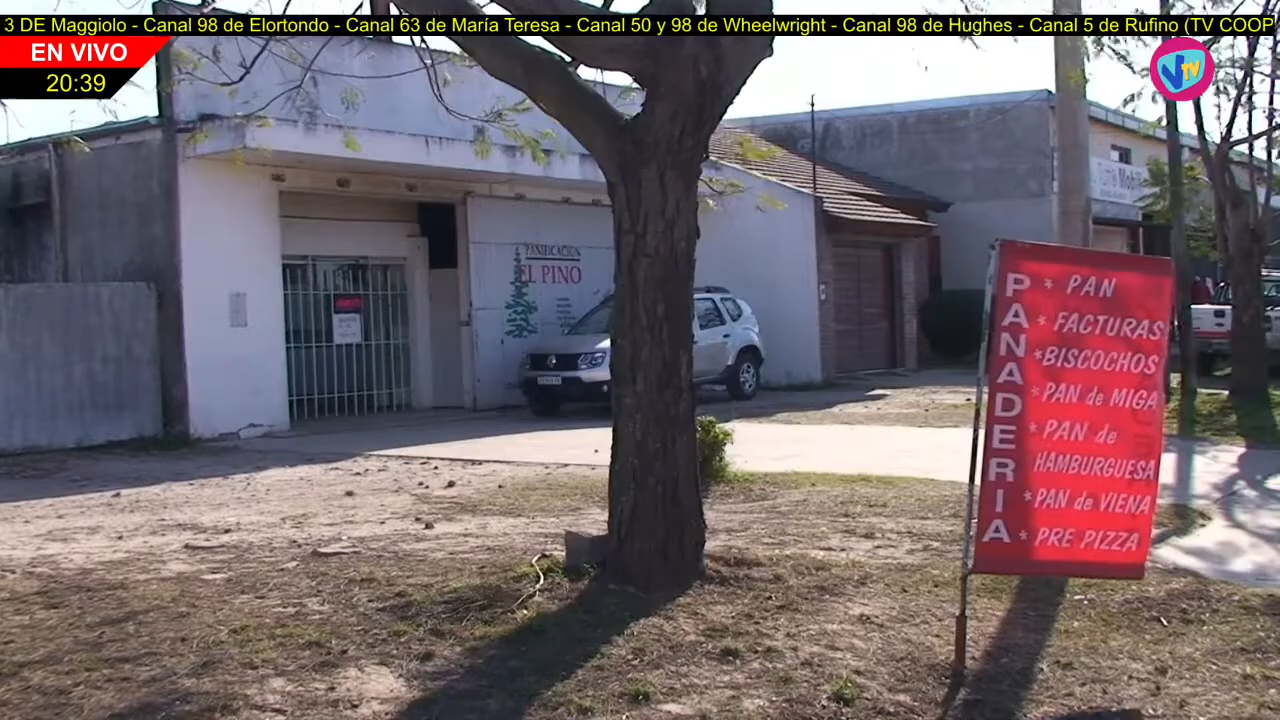 3 DE Maggiolo - Canal 98 de Elortondo - Canal 63 de María Teresa - Canal 50 y 98 de Wheelwright - Canal 98 de Hughes - Canal 5 de Rufino (TV COOP
EN VIVO
20:39
TV
PANIFICACION
EL PINO
PANADERIA
* PAN
* FACTURAS
*BISCOCHOS
* PAN de MIGA
* PAN de
HAMBURGUESA
*PAN de VIENA
* PRE PIZZA